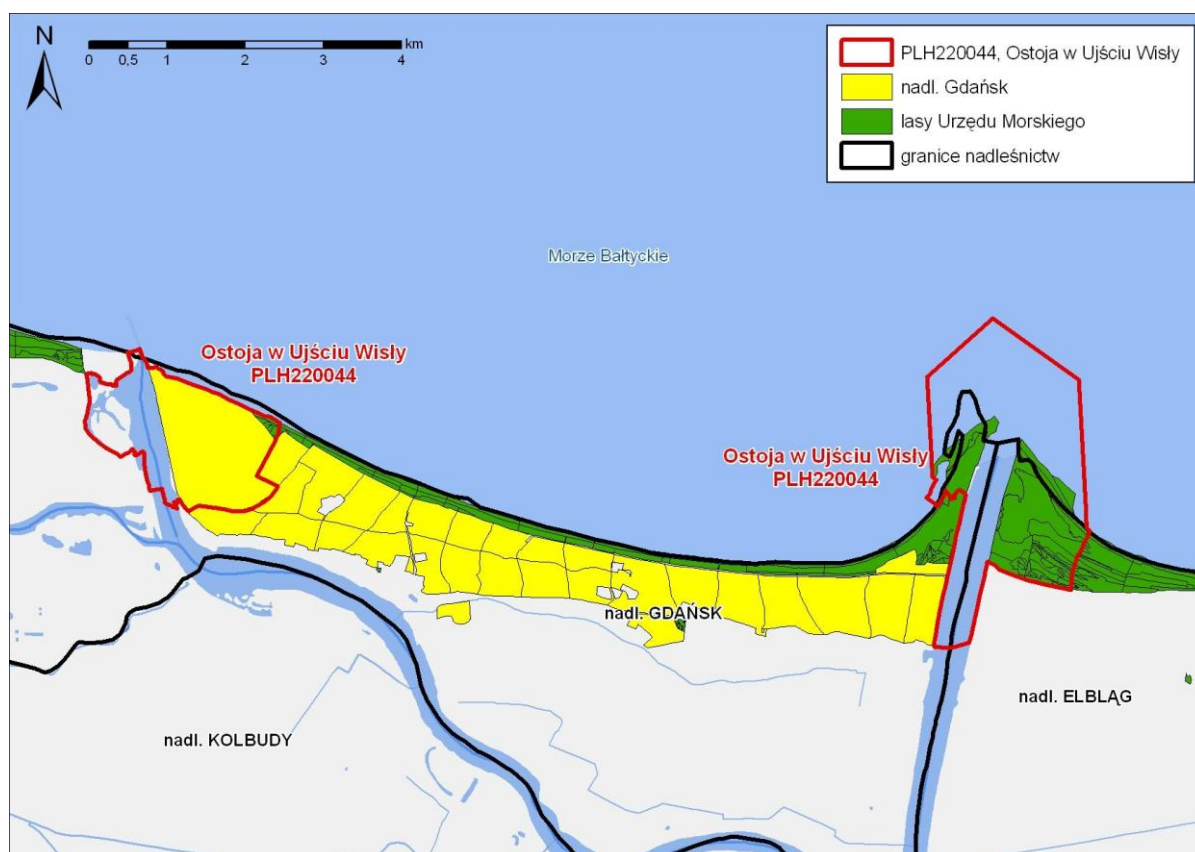 N
km
0 0,5 1 2 3 4
PLH220044, Ostoja w Ujściu Wisły
nadl. Gdańsk
lasy Urzędu Morskiego
granice nadleśnictw
Morze Bałtyckie
Ostoja w Ujściu Wisły
PLH220044
Ostoja w Ujściu Wisły
PLH220044
nadl. GDAŃSK
nadl. ELBLĄG
nadl. KOLBUDY